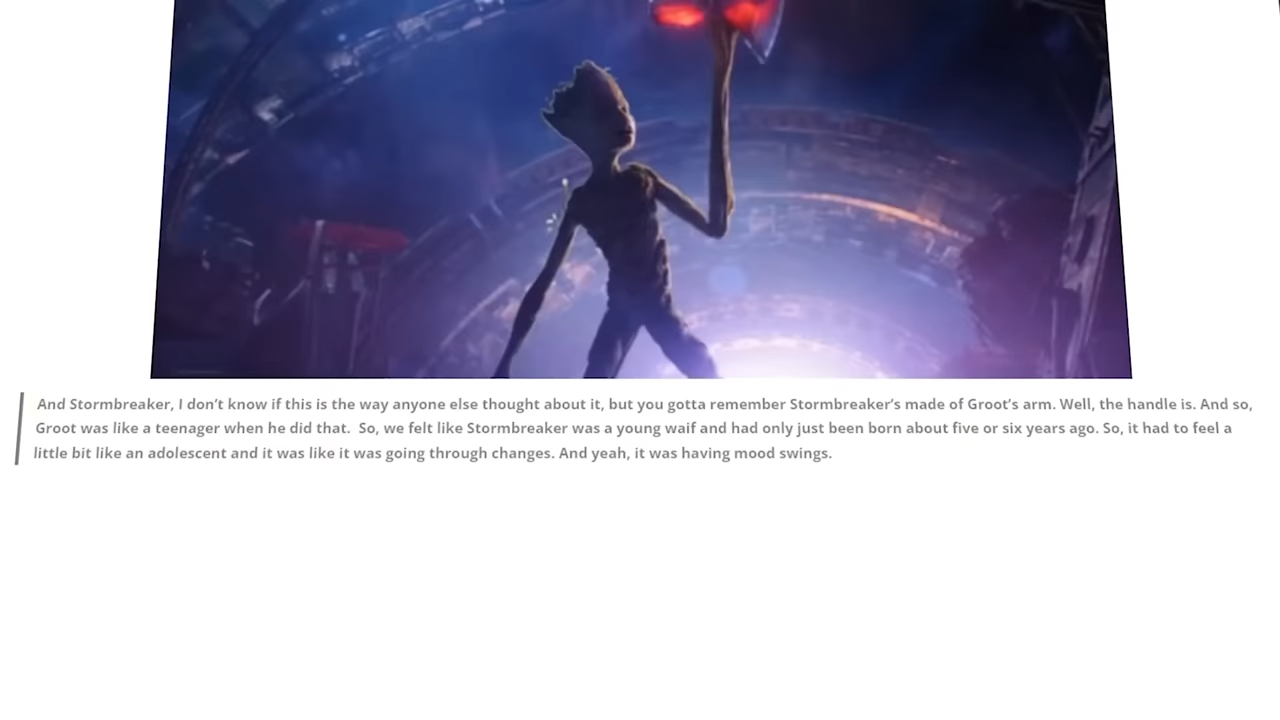 And Stormbreaker, I don't know if this is the way anyone else thought about it, but you gotta remember Stormbreaker's made of Groot's arm. Well, the handle is. And so,
Groot was like a teenager when he did that.  So, we felt like Stormbreaker was a young waif and had only just been born about five or six years ago. So, it had to feel a
little bit like an adolescent and it was like it was going through changes. And yeah, it was having mood swings.